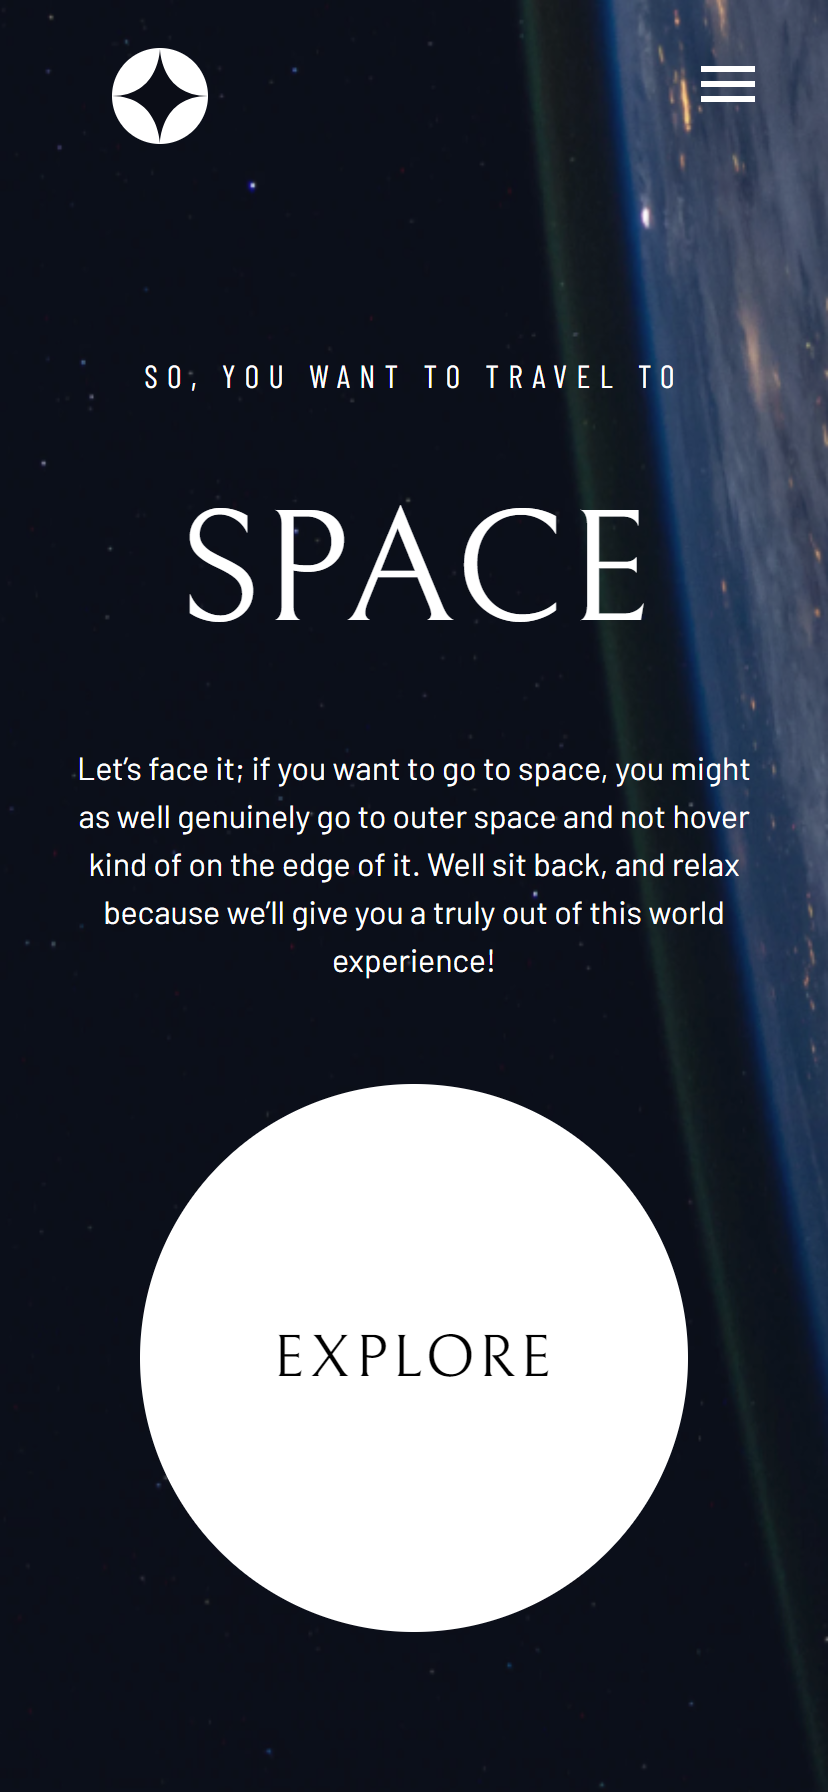 SO, YOU WANT TO TRAVEL TO
SPACE
Let’s face it; if you want to go to space, you might
as well genuinely go to outer space and not hover
kind of on the edge of it. Well sit back, and relax
because we’ll give you a truly out of this world
experience!
EXPLORE